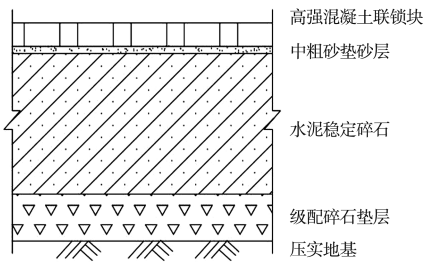 高强混凝土联锁块
中粗砂垫砂层
水泥稳定碎石
级配碎石垫层
压实地基